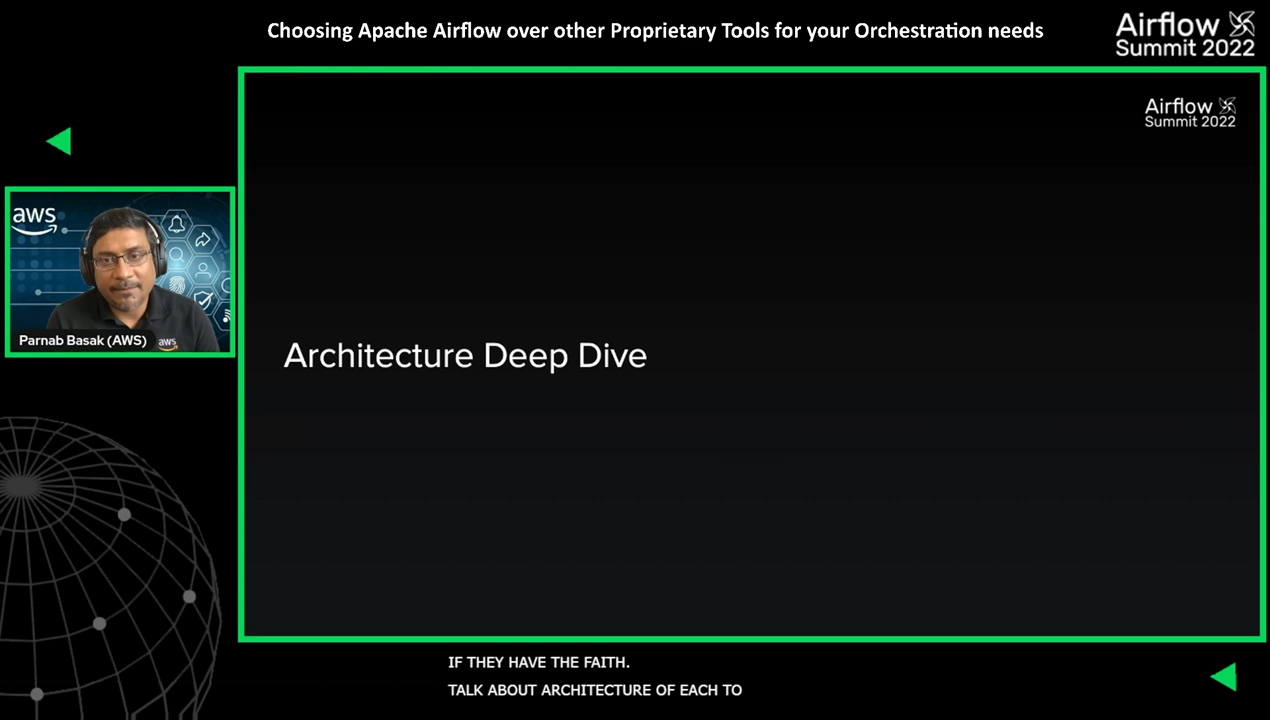 Choosing Apache Airflow over other Proprietary Tools for your Orchestration needs
Airflow
Summit 2022
Airflow
Summit 2022
aws
Parnab Basak (AWS)
aws
Architecture Deep Dive
IF THEY HAVE THE FAITH.
TALK ABOUT ARCHITECTURE OF EACH TO